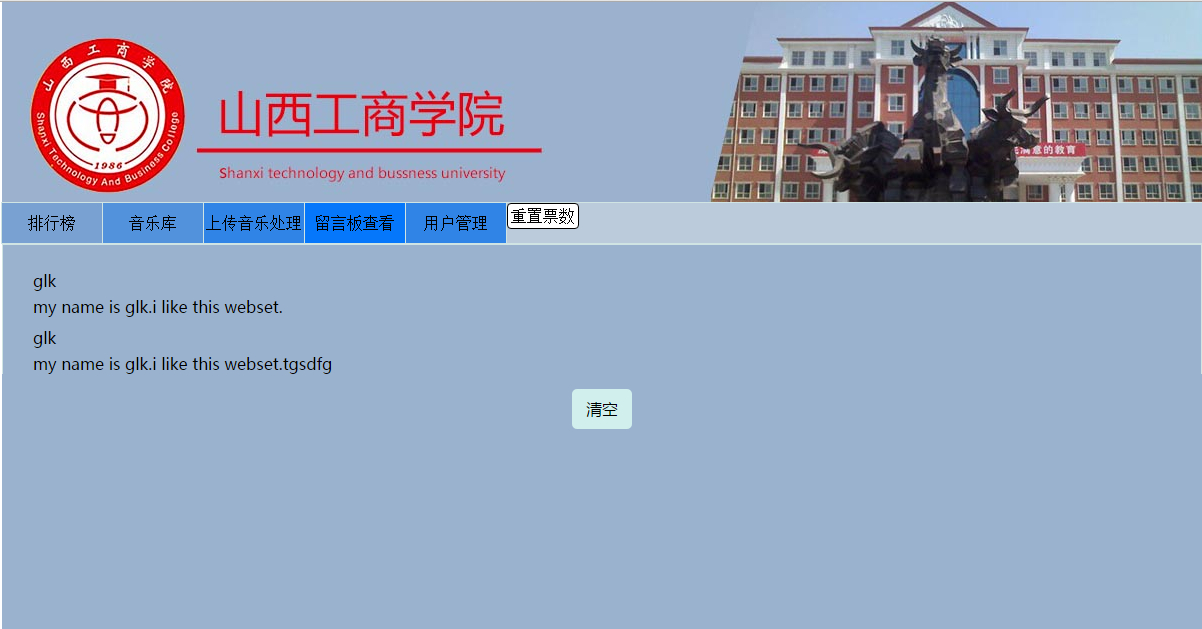 山西工商学院
Shanxi Technology And Business College
1986
山西工商学院
Shanxi technology and bussness university
满意的教育
排行榜
音乐库
上传音乐处理
留言板查看
用户管理
重置票数
glk
my name is glk.i like this webset.
glk
my name is glk.i like this webset.tgsdfg
清空